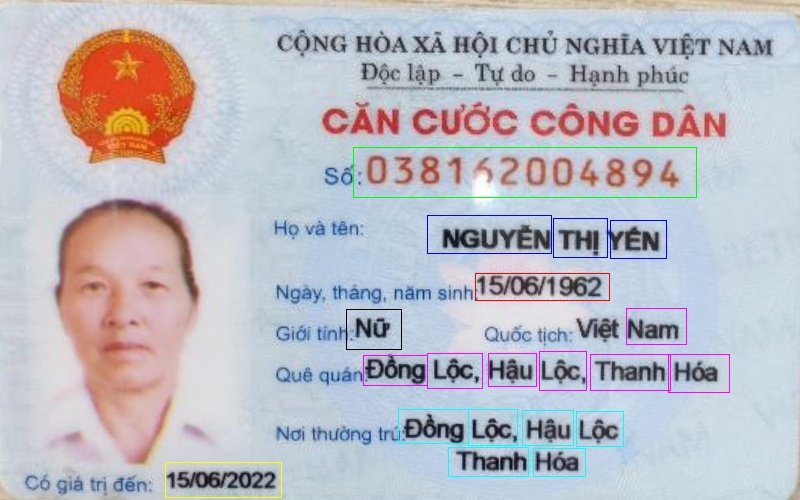 CỘNG HÒA XÃ HỘI CHỦ NGHĨA VIỆT NAM
Độc lập - Tự do - Hạnh phúc
CĂN CƯỚC CÔNG DÂN
Số: 038162004894
Họ và tên: NGUYỄN THỊ YẾN
Ngày, tháng, năm sinh: 15/06/1962
Giới tính: Nữ Quốc tịch: Việt Nam
Quê quán: Đồng Lộc, Hậu Lộc, Thanh Hóa
Nơi thường trú: Đồng Lộc, Hậu Lộc
Thanh Hóa
Có giá trị đến: 15/06/2022